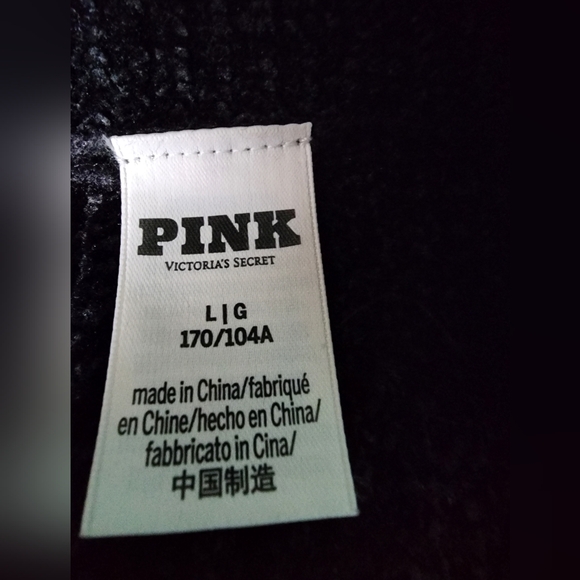 PINK
VICTORIA'S SECRET
L|G
170/104A
made in China/fabriqué
en Chine/hecho en China/
fabbricato in Cina/
中国制造